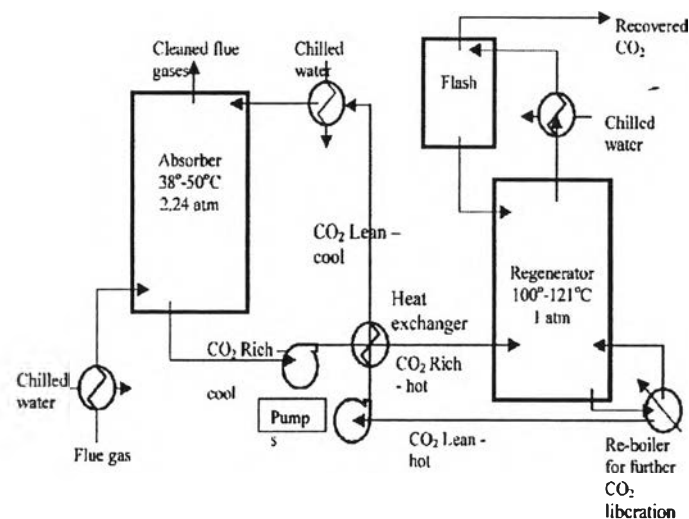 Cleaned flue
gases
Chilled
water
Recovered
CO₂
Flash
Chilled
water
Absorber
38°-50°C
2,24 atm
CO₂ Lean –
cool
Regenerator
100°-121°C
1 atm
Heat
exchanger
CO₂ Rich –
cool
CO₂ Rich
- hot
Chilled
water
Pump
s
CO₂ Lean -
hot
Flue gas
Re-boiler
for further
CO₂
liberation